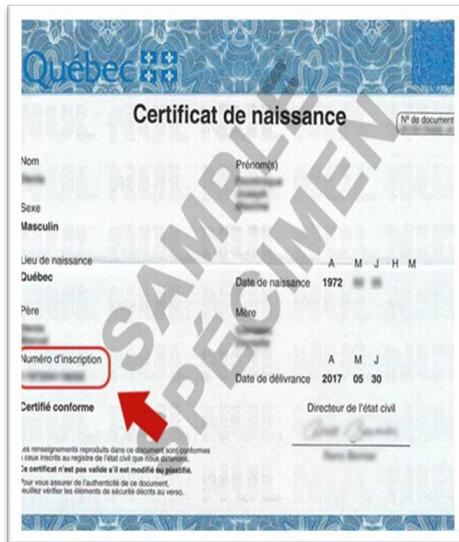 Québec
Certificat de naissance
Nº de document
Nom
Prénom(s)
Sexe
Masculin
Lieu de naissance
Québec
A M J H M
Date de naissance 1972
Père
Mère
Numéro d'inscription
A M J
Date de délivrance 2017 05 30
Certifié conforme
Directeur de l'état civil
Les renseignements reproduits dans ce document sont conformes
à ceux inscrits au registre de l'état civil que nous détenons.
Ce certificat n'est pas valide s'il est modifié ou plastifié.
Pour vous assurer de l'authenticité de ce document,
veuillez vérifier les éléments de sécurité décrits au verso.
SAMPLE
SPÉCIMEN